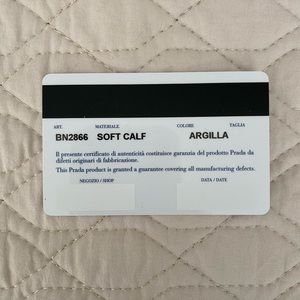 ART. MATERIALE COLORE TAGLIA
BN2866 SOFT CALF ARGILLA
Il presente certificato di autenticità costituisce garanzia del prodotto Prada da
difetti originari di fabbricazione.
This Prada product is granted a guarantee covering all manufacturing defects.
NEGOZIO / SHOP DATA / DATE